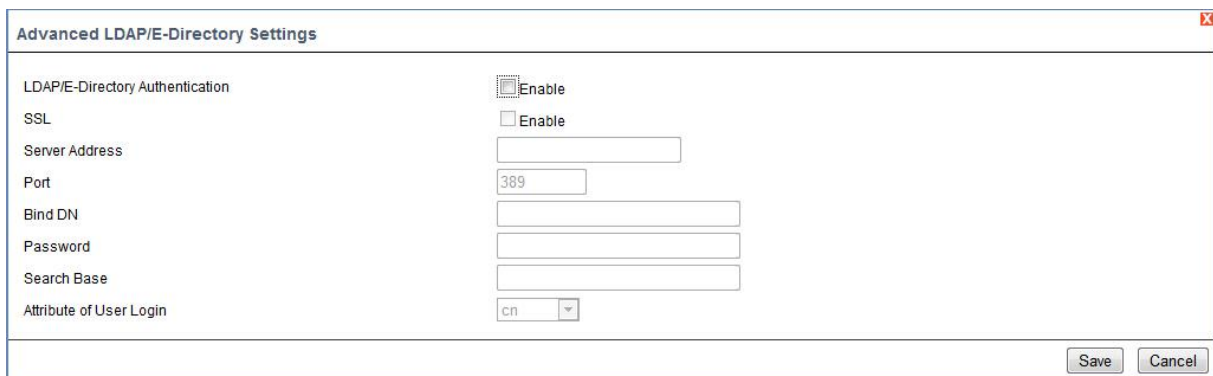 Advanced LDAP/E-Directory Settings
X
LDAP/E-Directory Authentication Enable
SSL Enable
Server Address
Port 389
Bind DN
Password
Search Base
Attribute of User Login cn
Save Cancel